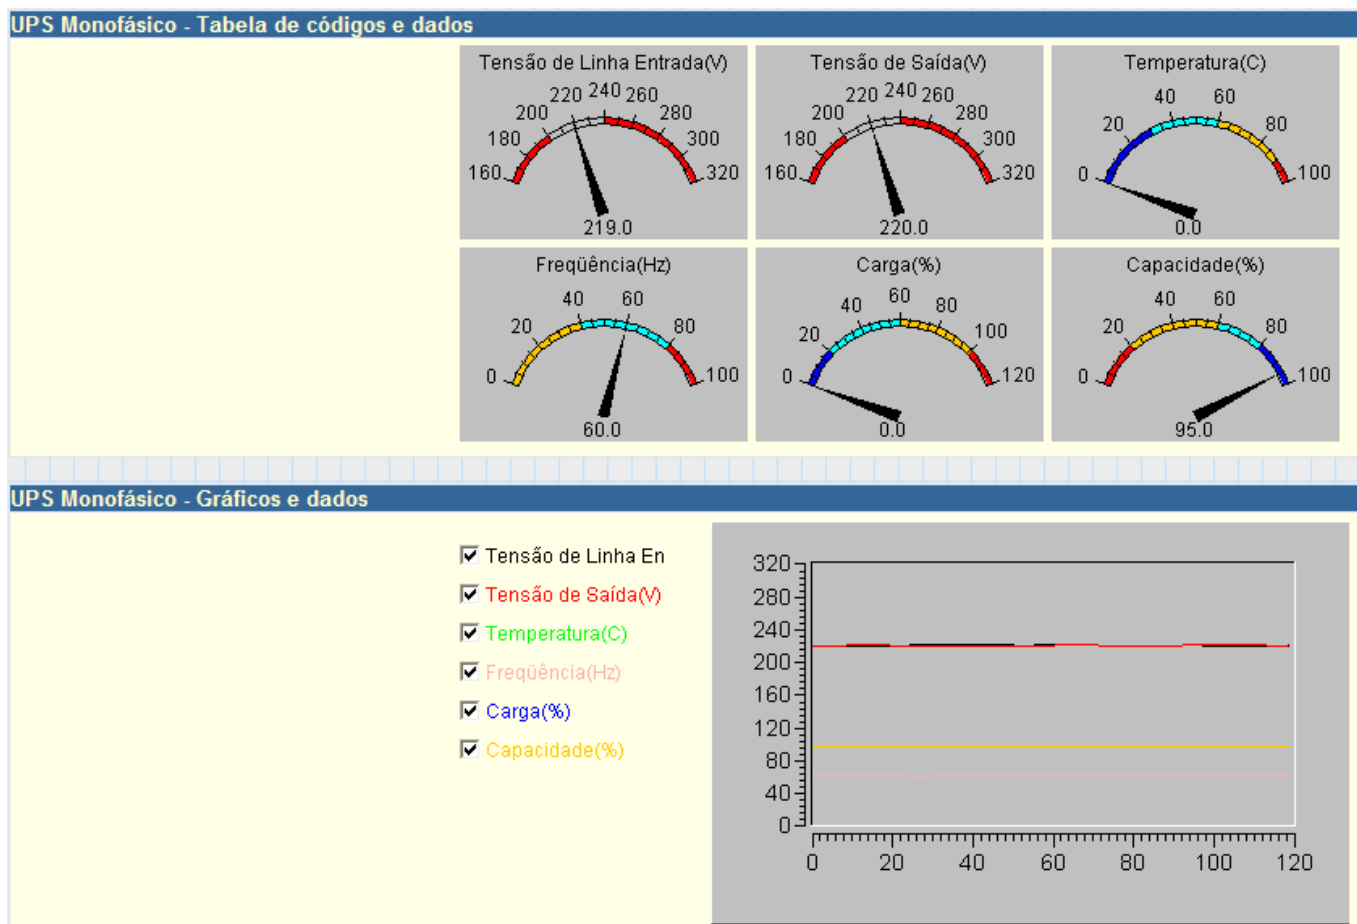 UPS Monofásico - Tabela de códigos e dados
Tensão de Linha Entrada(V)
160 180 200 220 240 260 280 300 320
219.0
Tensão de Saída(V)
160 180 200 220 240 260 280 300 320
220.0
Temperatura(C)
0 20 40 60 80 100
0.0
Freqüência(Hz)
0 20 40 60 80 100
60.0
Carga(%)
0 20 40 60 80 100 120
0.0
Capacidade(%)
0 20 40 60 80 100
95.0
UPS Monofásico - Gráficos e dados
Tensão de Linha En
Tensão de Saída(V)
Temperatura(C)
Freqüência(Hz)
Carga(%)
Capacidade(%)
320
280
240
200
160
120
80
40
0
0 20 40 60 80 100 120